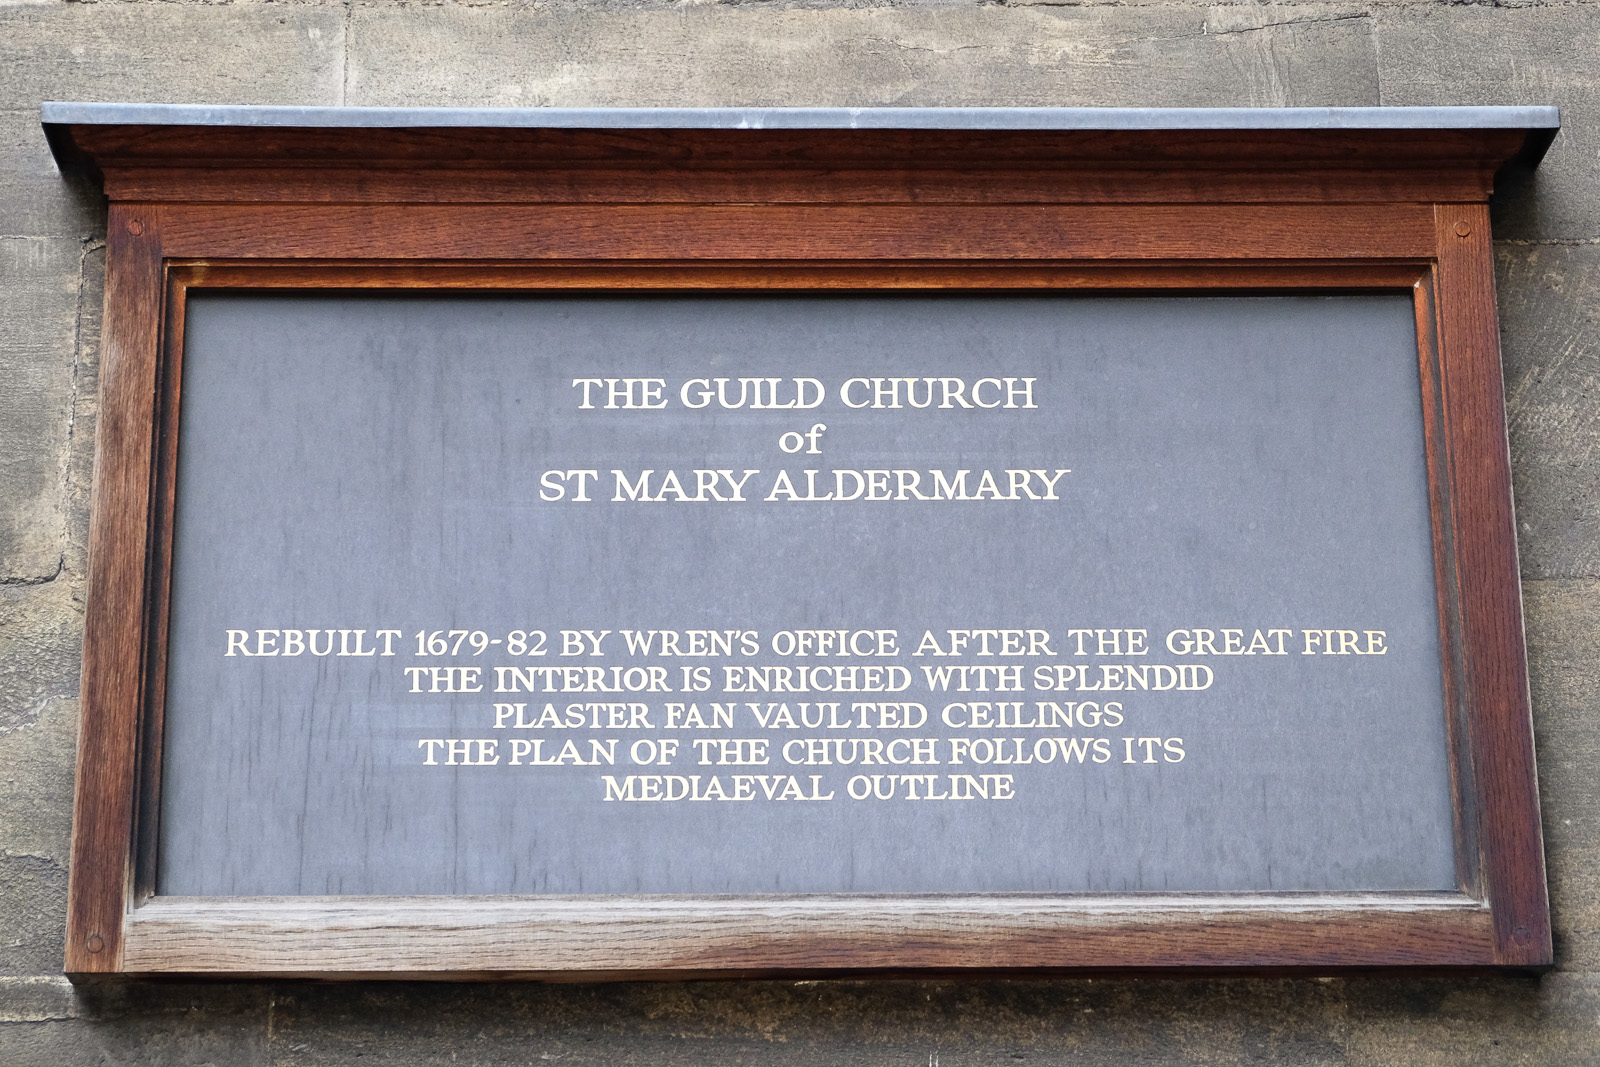 THE GUILD CHURCH
of
ST MARY ALDERMARY
REBUILT 1679-82 BY WREN'S OFFICE AFTER THE GREAT FIRE
THE INTERIOR IS ENRICHED WITH SPLENDID
PLASTER FAN VAULTED CEILINGS
THE PLAN OF THE CHURCH FOLLOWS ITS
MEDIAEVAL OUTLINE